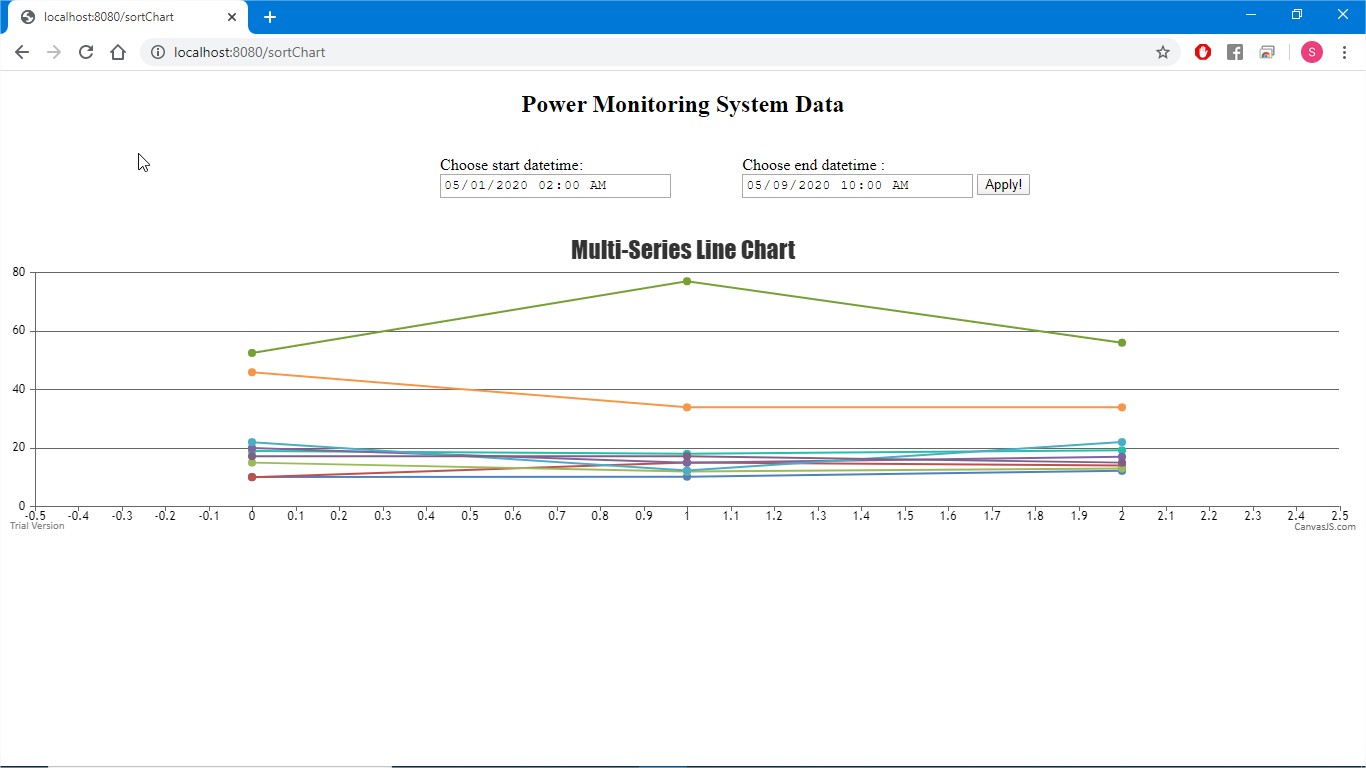 localhost:8080/sortChart
localhost:8080/sortChart
S
Power Monitoring System Data
Choose start datetime: Choose end datetime :
05/01/2020 02:00 AM 05/09/2020 10:00 AM Apply!
Multi-Series Line Chart
80
60
40
20
0
-0.5 -0.4 -0.3 -0.2 -0.1 0 0.1 0.2 0.3 0.4 0.5 0.6 0.7 0.8 0.9 1 1.1 1.2 1.3 1.4 1.5 1.6 1.7 1.8 1.9 2 2.1 2.2 2.3 2.4 2.5
Trial Version CanvasJS.com